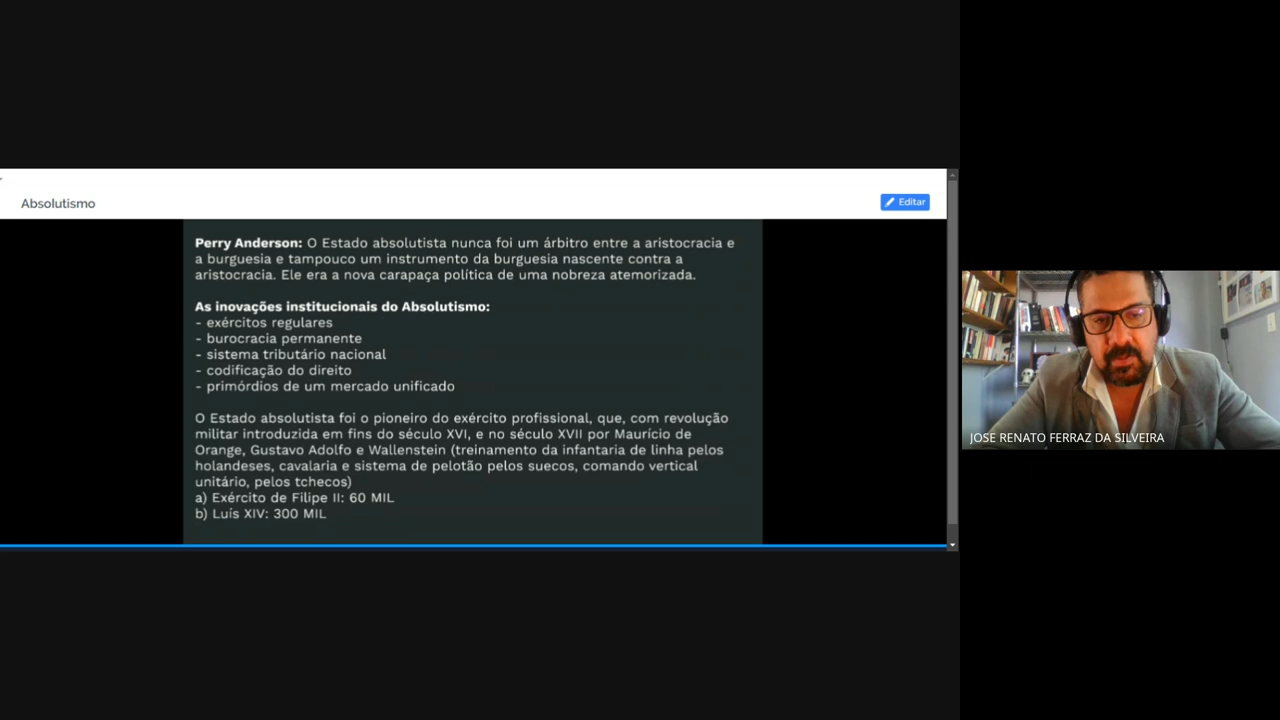 Absolutismo
Editar
Perry Anderson: O Estado absolutista nunca foi um árbitro entre a aristocracia e
a burguesia e tampouco um instrumento da burguesia nascente contra a
aristocracia. Ele era a nova carapaça política de uma nobreza atemorizada.
As inovações institucionais do Absolutismo:
- exércitos regulares
- burocracia permanente
- sistema tributário nacional
- codificação do direito
- primórdios de um mercado unificado
O Estado absolutista foi o pioneiro do exército profissional, que, com revolução
militar introduzida em fins do século XVI, e no século XVII por Maurício de
Orange, Gustavo Adolfo e Wallenstein (treinamento da infantaria de linha pelos
holandeses, cavalaria e sistema de pelotão pelos suecos, comando vertical
unitário, pelos tchecos)
a) Exército de Filipe II: 60 MIL
b) Luís XIV: 300 MIL
JOSE RENATO FERRAZ DA SILVEIRA